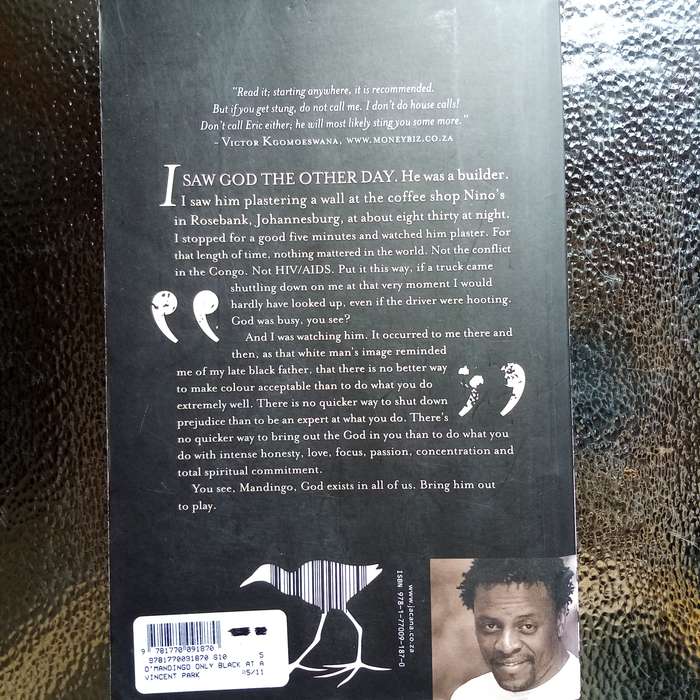 "Read it; starting anywhere, it is recommended.
But if you get stung, do not call me. I don't do house calls!
Don't call Eric either; he will most likely sting you some more."
– Victor Kgomoeswana, www.moneybiz.co.za
I SAW GOD THE OTHER DAY. He was a builder.
I saw him plastering a wall at the coffee shop Nino's
in Rosebank, Johannesburg, at about eight thirty at night.
I stopped for a good five minutes and watched him plaster. For
that length of time, nothing mattered in the world. Not the conflict
in the Congo. Not HIV/AIDS. Put it this way, if a truck came
shuttling down on me at that very moment I would
hardly have looked up, even if the driver were hooting.
God was busy, you see?
And I was watching him. It occurred to me there and
then, as that white man's image reminded
me of my late black father, that there is no better way
to make colour acceptable than to do what you do
extremely well. There is no quicker way to shut down
prejudice than to be an expert at what you do. There's
no quicker way to bring out the God in you than to do what you
do with intense honesty, love, focus, passion, concentration and
total spiritual commitment.
You see, Mandingo, God exists in all of us. Bring him out
to play.
www.jacana.co.za
ISBN 978-1-77009-187-0
9 781770 091870
9781770091870 S10 5
O'MANDINGO ONLY BLACK AT A
VINCENT PARK 05/11